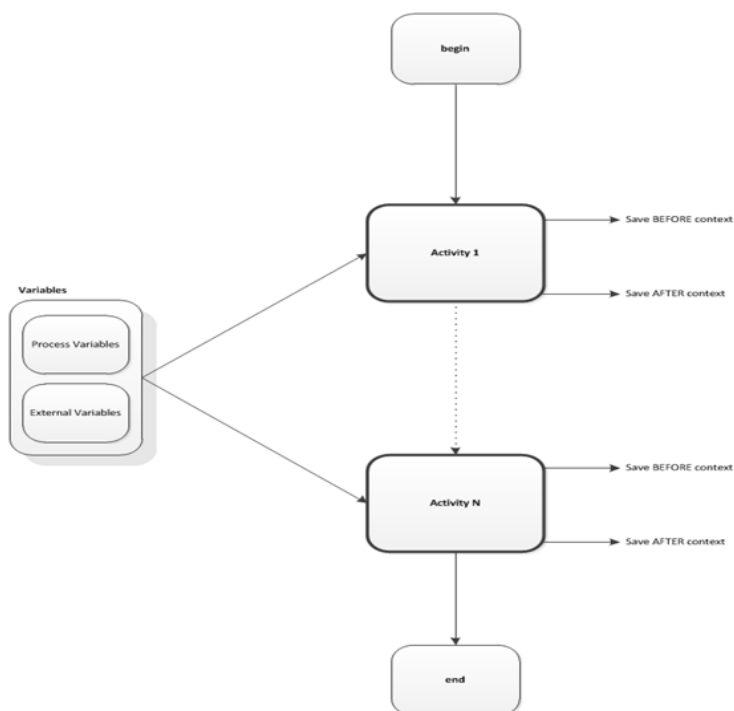 begin
Activity 1
Save BEFORE context
Save AFTER context
Variables
Process Variables
External Variables
Activity N
Save BEFORE context
Save AFTER context
end